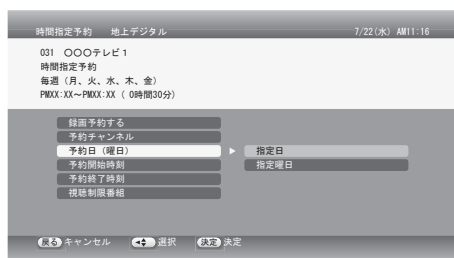 時間指定予約 地上デジタル 7/22(水) AM11:16
031 〇〇〇テレビ1
時間指定予約
毎週(月、火、水、木、金)
PMXX:XX～PMXX:XX ( 0時間30分)
録画予約する
予約チャンネル
予約日(曜日) ▶ 指定日
予約開始時刻 指定曜日
予約終了時刻
視聴制限番組
戻る キャンセル 選択 決定 決定